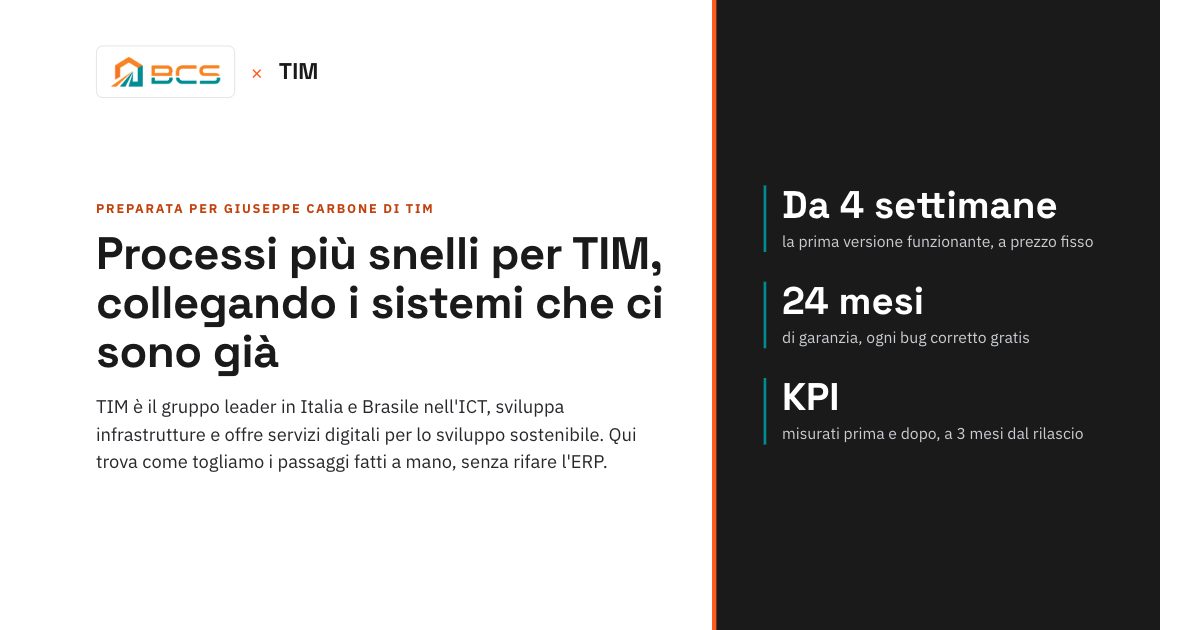 BCS × TIM
PREPARATA PER GIUSEPPE CARBONE DI TIM
Processi più snelli per TIM,
collegando i sistemi che ci
sono già
TIM è il gruppo leader in Italia e Brasile nell'ICT, sviluppa
infrastrutture e offre servizi digitali per lo sviluppo sostenibile. Qui
trova come togliamo i passaggi fatti a mano, senza rifare l'ERP.
Da 4 settimane
la prima versione funzionante, a prezzo fisso
24 mesi
di garanzia, ogni bug corretto gratis
KPI
misurati prima e dopo, a 3 mesi dal rilascio